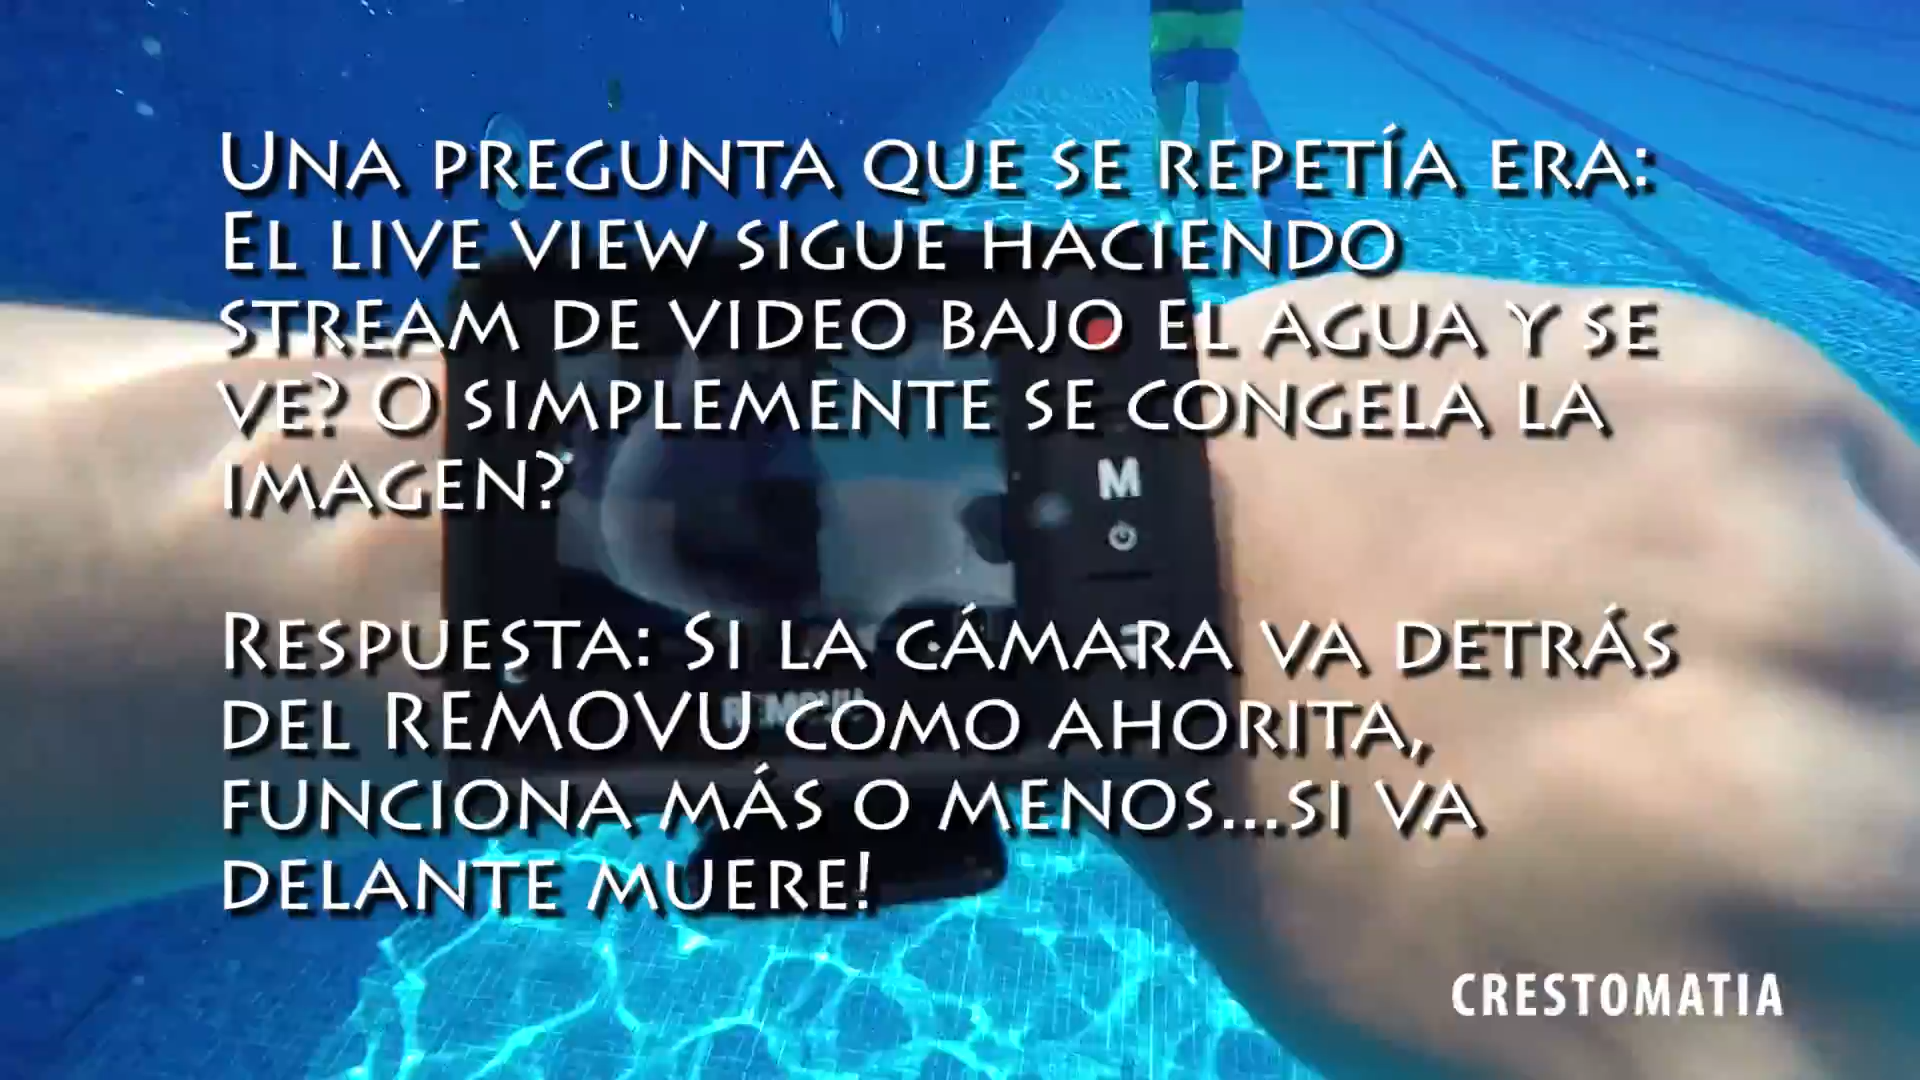 Una pregunta que se repetía era:
El live view sigue haciendo
stream de video bajo el agua y se
ve? O simplemente se congela la
imagen?
Respuesta: Si la cámara va detrás
del REMOVU como ahorita,
funciona más o menos...si va
delante muere!
M
REMOVU
CRESTOMATIA